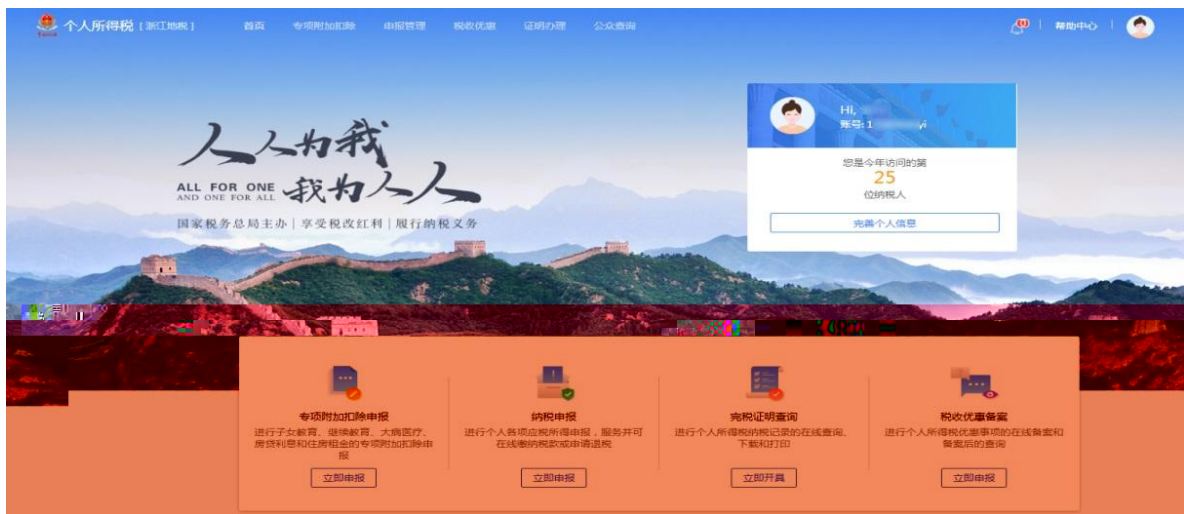 个人所得税 [ 浙江地税 ]
首页
专项附加扣除
申报管理
税收优惠
证明办理
公众查询
帮助中心
人人为我
ALL FOR ONE
AND ONE FOR ALL
我为人人
国家税务总局主办 | 享受税改红利 | 履行纳税义务
Hi,
账号: 1 yi
您是今年访问的第
25
位纳税人
完善个人信息
专项附加扣除申报
进行子女教育、继续教育、大病医疗、
房贷利息和住房租金的专项附加扣除申
报
立即申报
纳税申报
进行个人各项应税所得申报，服务并可
在线缴纳税款或申请退税
立即申报
完税证明查询
进行个人所得税纳税记录的在线查询、
下载和打印
立即开具
税收优惠备案
进行个人所得税优惠事项的在线备案和
备案后的查询
立即申报